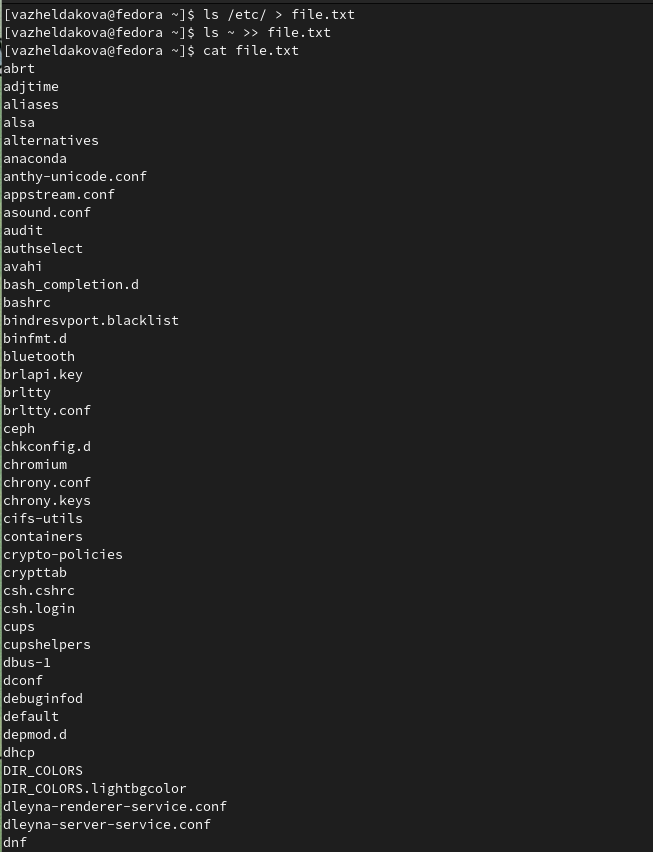 [vazheldakova@fedora ~]$ ls /etc/ > file.txt
[vazheldakova@fedora ~]$ ls ~ >> file.txt
[vazheldakova@fedora ~]$ cat file.txt
abrt
adjtime
aliases
alsa
alternatives
anaconda
anthy-unicode.conf
appstream.conf
asound.conf
audit
authselect
avahi
bash_completion.d
bashrc
bindresvport.blacklist
binfmt.d
bluetooth
brlapi.key
brltty
brltty.conf
ceph
chkconfig.d
chromium
chrony.conf
chrony.keys
cifs-utils
containers
crypto-policies
crypttab
csh.cshrc
csh.login
cups
cupshelpers
dbus-1
dconf
debuginfod
default
depmod.d
dhcp
DIR_COLORS
DIR_COLORS.lightbgcolor
dleyna-renderer-service.conf
dleyna-server-service.conf
dnf